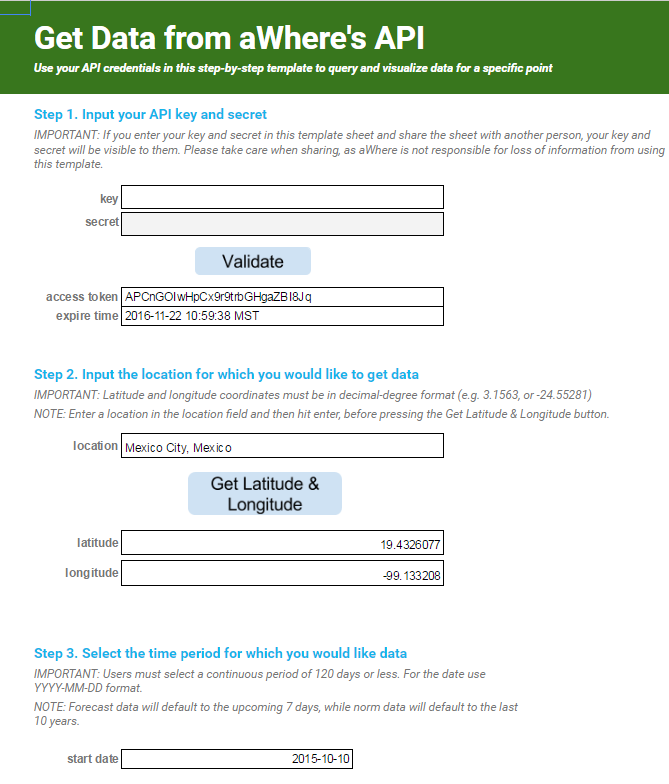 Get Data from aWhere's API
Use your API credentials in this step-by-step template to query and visualize data for a specific point
Step 1. Input your API key and secret
IMPORTANT: If you enter your key and secret in this template sheet and share the sheet with another person, your key and
secret will be visible to them. Please take care when sharing, as aWhere is not responsible for loss of information from using
this template.
key
secret
Validate
access token APCnGOIwHpCx9r9trbGHgaZBI8Jq
expire time 2016-11-22 10:59:38 MST
Step 2. Input the location for which you would like to get data
IMPORTANT: Latitude and longitude coordinates must be in decimal-degree format (e.g. 3.1563, or -24.55281)
NOTE: Enter a location in the location field and then hit enter, before pressing the Get Latitude & Longitude button.
location Mexico City, Mexico
Get Latitude &
Longitude
latitude 19.4326077
longitude -99.133208
Step 3. Select the time period for which you would like data
IMPORTANT: Users must select a continuous period of 120 days or less. For the date use
YYYY-MM-DD format.
NOTE: Forecast data will default to the upcoming 7 days, while norm data will default to the last
10 years.
start date 2015-10-10